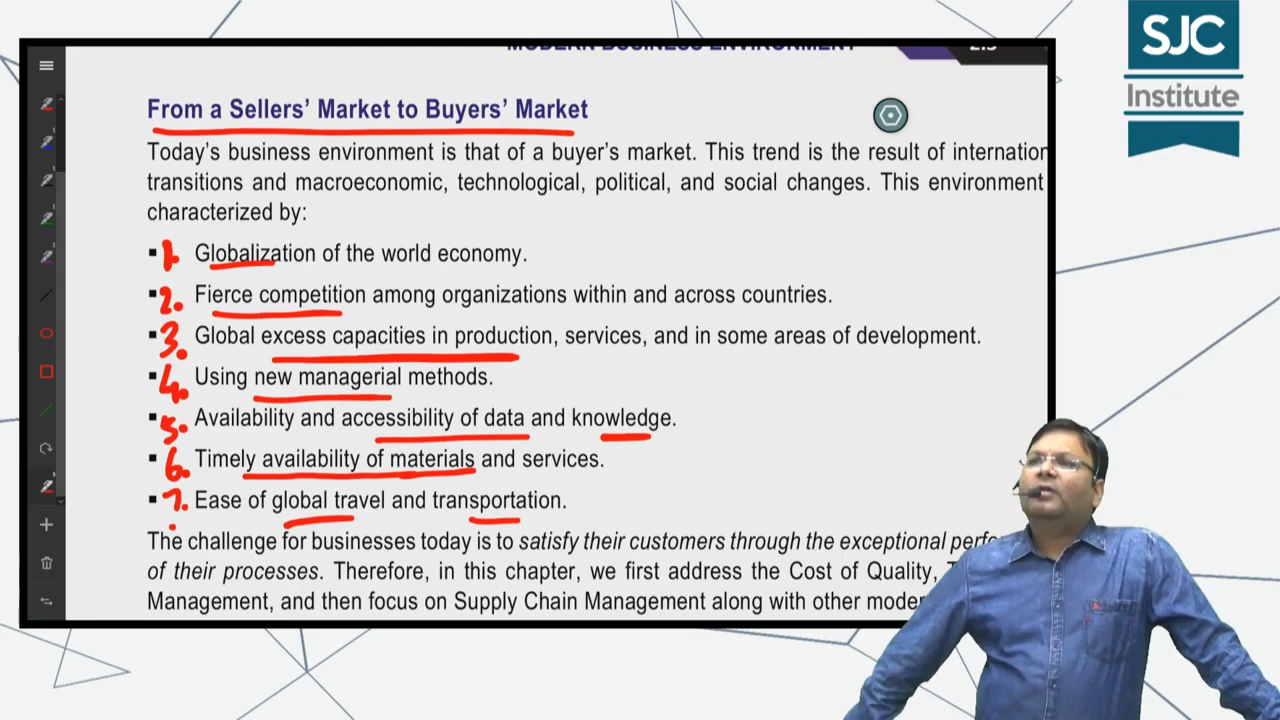 MODERN BUSINESS ENVIRONMENT 2.3
SJC
Institute
From a Sellers' Market to Buyers' Market
Today's business environment is that of a buyer's market. This trend is the result of
transitions and macroeconomic, technological, political, and social changes. This environment
characterized by:
▪ 1. Globalization of the world economy.
▪ 2. Fierce competition among organizations within and across countries.
▪ 3. Global excess capacities in production, services, and in some areas of development.
▪ 4. Using new managerial methods.
▪ 5. Availability and accessibility of data and knowledge.
▪ 6. Timely availability of materials and services.
▪ 7. Ease of global travel and transportation.
The challenge for businesses today is to satisfy their customers through the exceptional
of their processes. Therefore, in this chapter, we first address the Cost of Quality,
Management, and then focus on Supply Chain Management along with other